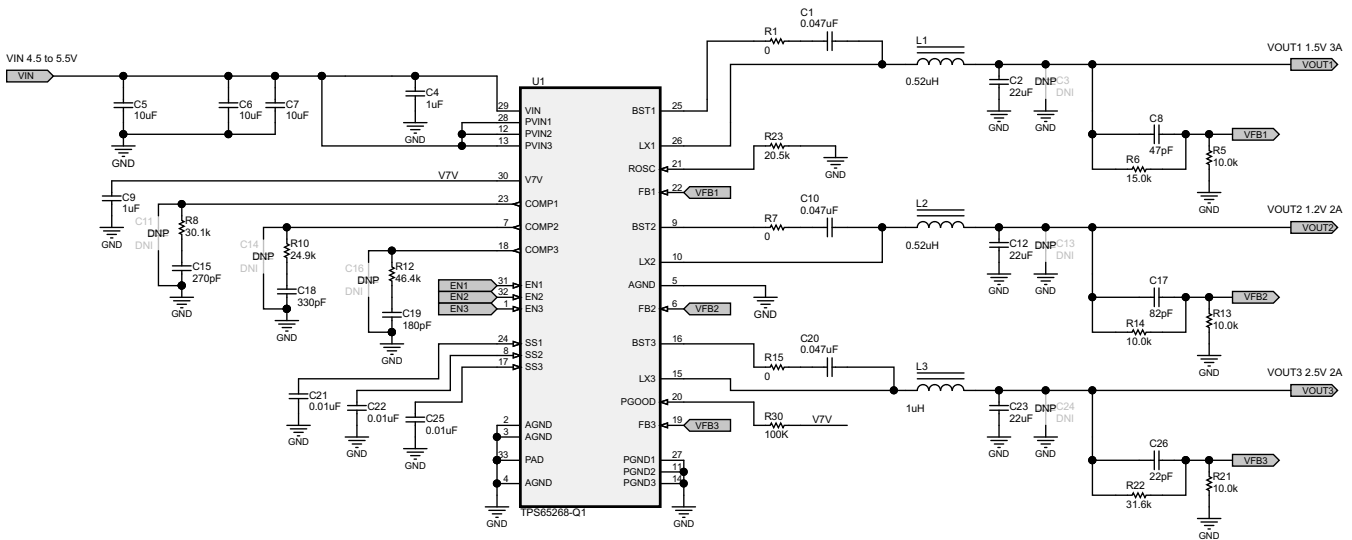 VIN 4.5 to 5.5V
VIN
C5
10uF
C6
10uF
C7
10uF
C4
1uF
GND
GND
U1
29 VIN
28 PVIN1
12 PVIN2
13 PVIN3
V7V
30 V7V
C9
1uF
GND
23 COMP1
7 COMP2
18 COMP3
C11
DNP
DNI
R8
30.1k
C15
270pF
GND
C14
DNP
DNI
R10
24.9k
C18
330pF
GND
C16
DNP
DNI
R12
46.4k
C19
180pF
GND
EN1 31 EN1
EN2 32 EN2
EN3 1 EN3
24 SS1
8 SS2
17 SS3
C21
0.01uF
GND
C22
0.01uF
GND
C25
0.01uF
GND
2 AGND
3 AGND
33 PAD
4 AGND
GND
TPS65268-Q1
BST1 25
LX1 26
ROSC 21
FB1 22 VFB1
BST2 9
LX2 10
AGND 5
FB2 6 VFB2
BST3 16
LX3 15
PGOOD 20
FB3 19 VFB3
PGND1 27
PGND2 11
PGND3 14
GND
R1
0
C1
0.047uF
L1
0.52uH
R23
20.5k
GND
C2
22uF
GND
DNP C3
DNI
GND
VOUT1 1.5V 3A
VOUT1
C8
47pF
R6
15.0k
VFB1
R5
10.0k
GND
R7
0
C10
0.047uF
L2
0.52uH
GND
C12
22uF
GND
DNP C13
DNI
GND
VOUT2 1.2V 2A
VOUT2
C17
82pF
R14
10.0k
VFB2
R13
10.0k
GND
R15
0
C20
0.047uF
L3
1uH
R30
100K
V7V
C23
22uF
GND
DNP C24
DNI
GND
VOUT3 2.5V 2A
VOUT3
C26
22pF
R22
31.6k
VFB3
R21
10.0k
GND